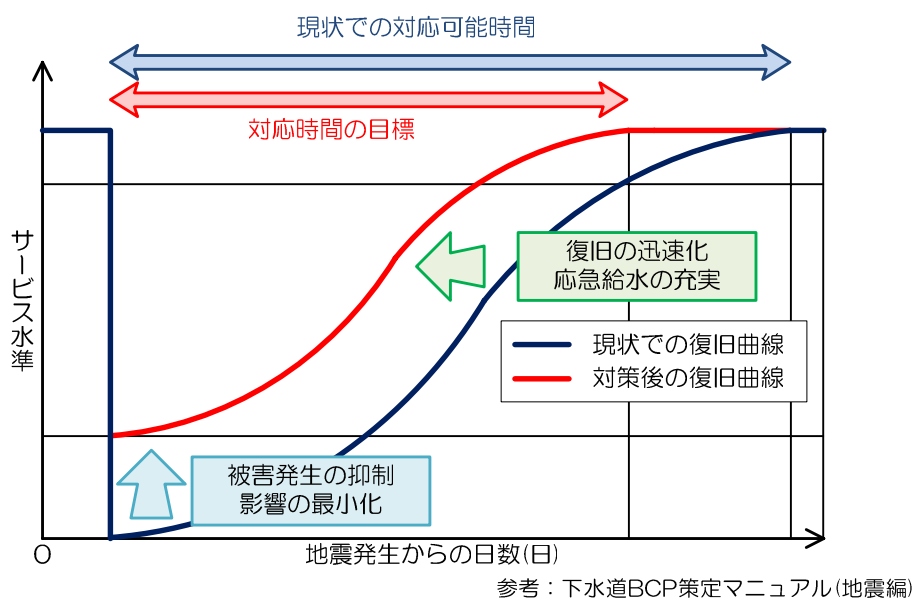 現状での対応可能時間
対応時間の目標
サービス水準
復旧の迅速化
応急給水の充実
現状での復旧曲線
対策後の復旧曲線
被害発生の抑制
影響の最小化
0
地震発生からの日数(日)
参考：下水道BCP策定マニュアル(地震編)